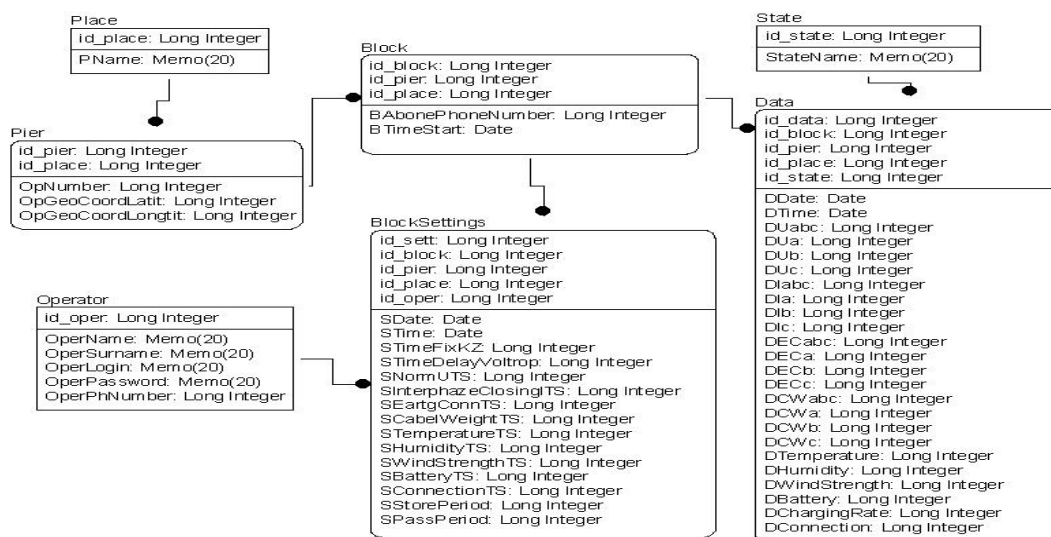 Place
id_place: Long Integer
PName: Memo(20)
Pier
id_pier: Long Integer
id_place: Long Integer
OpNumber: Long Integer
OpGeoCoordLatit: Long Integer
OpGeoCoordLongtit: Long Integer
Block
id_block: Long Integer
id_pier: Long Integer
id_place: Long Integer
BAbonePhoneNumber: Long Integer
BTimeStart: Date
State
id_state: Long Integer
StateName: Memo(20)
Data
id_data: Long Integer
id_block: Long Integer
id_pier: Long Integer
id_place: Long Integer
id_state: Long Integer
DDate: Date
DTime: Date
DUabc: Long Integer
DUa: Long Integer
DUb: Long Integer
DUc: Long Integer
DIabc: Long Integer
DIa: Long Integer
DIb: Long Integer
DIc: Long Integer
DECabc: Long Integer
DECa: Long Integer
DECb: Long Integer
DECc: Long Integer
DCWabc: Long Integer
DCWa: Long Integer
DCWb: Long Integer
DCWc: Long Integer
DTemperature: Long Integer
DHumidity: Long Integer
DWindStrength: Long Integer
DBattery: Long Integer
DChargingRate: Long Integer
DConnection: Long Integer
BlockSettings
id_sett: Long Integer
id_block: Long Integer
id_pier: Long Integer
id_place: Long Integer
id_oper: Long Integer
SDate: Date
STime: Date
STimeFixKZ: Long Integer
STimeDelayVoltrop: Long Integer
SNormUTS: Long Integer
SInterphazeClosingITS: Long Integer
SEartgConnTS: Long Integer
SCabelWeightTS: Long Integer
STemperatureTS: Long Integer
SHumidityTS: Long Integer
SWindStrengthTS: Long Integer
SBatteryTS: Long Integer
SConnectionTS: Long Integer
SStorePeriod: Long Integer
SPassPeriod: Long Integer
Operator
id_oper: Long Integer
OperName: Memo(20)
OperSurname: Memo(20)
OperLogin: Memo(20)
OperPassword: Memo(20)
OperPhNumber: Long Integer